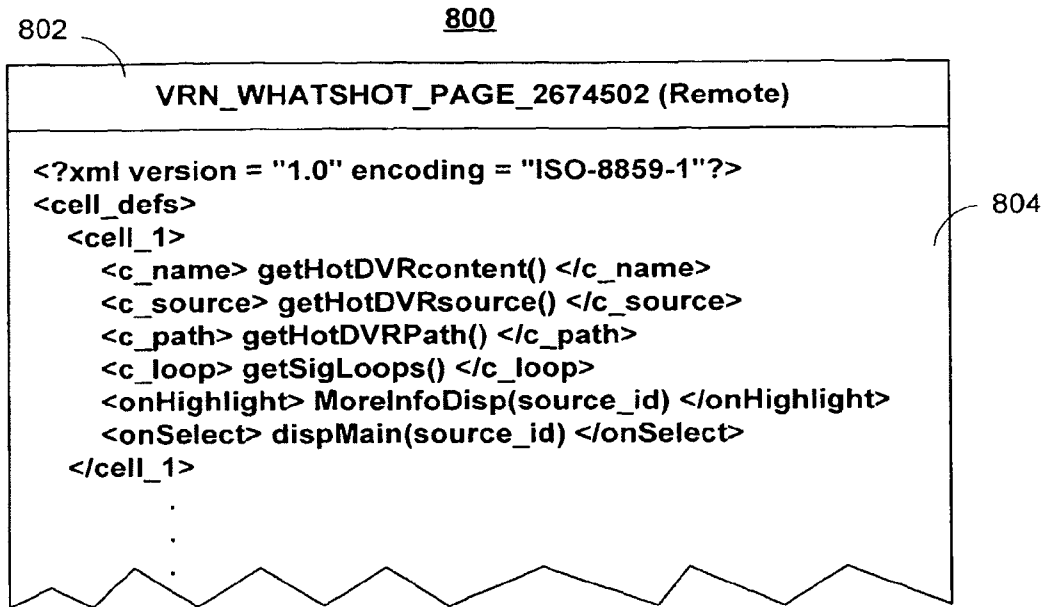 800
802
VRN_WHATSHOT_PAGE_2674502 (Remote)
<?xml version = "1.0" encoding = "ISO-8859-1"?>
<cell_defs>
<cell_1>
<c_name> getHotDVRcontent() </c_name>
<c_source> getHotDVRsource() </c_source>
<c_path> getHotDVRPath() </c_path>
<c_loop> getSigLoops() </c_loop>
<onHighlight> MoreInfoDisp(source_id) </onHighlight>
<onSelect> dispMain(source_id) </onSelect>
</cell_1>
.
.
.
804